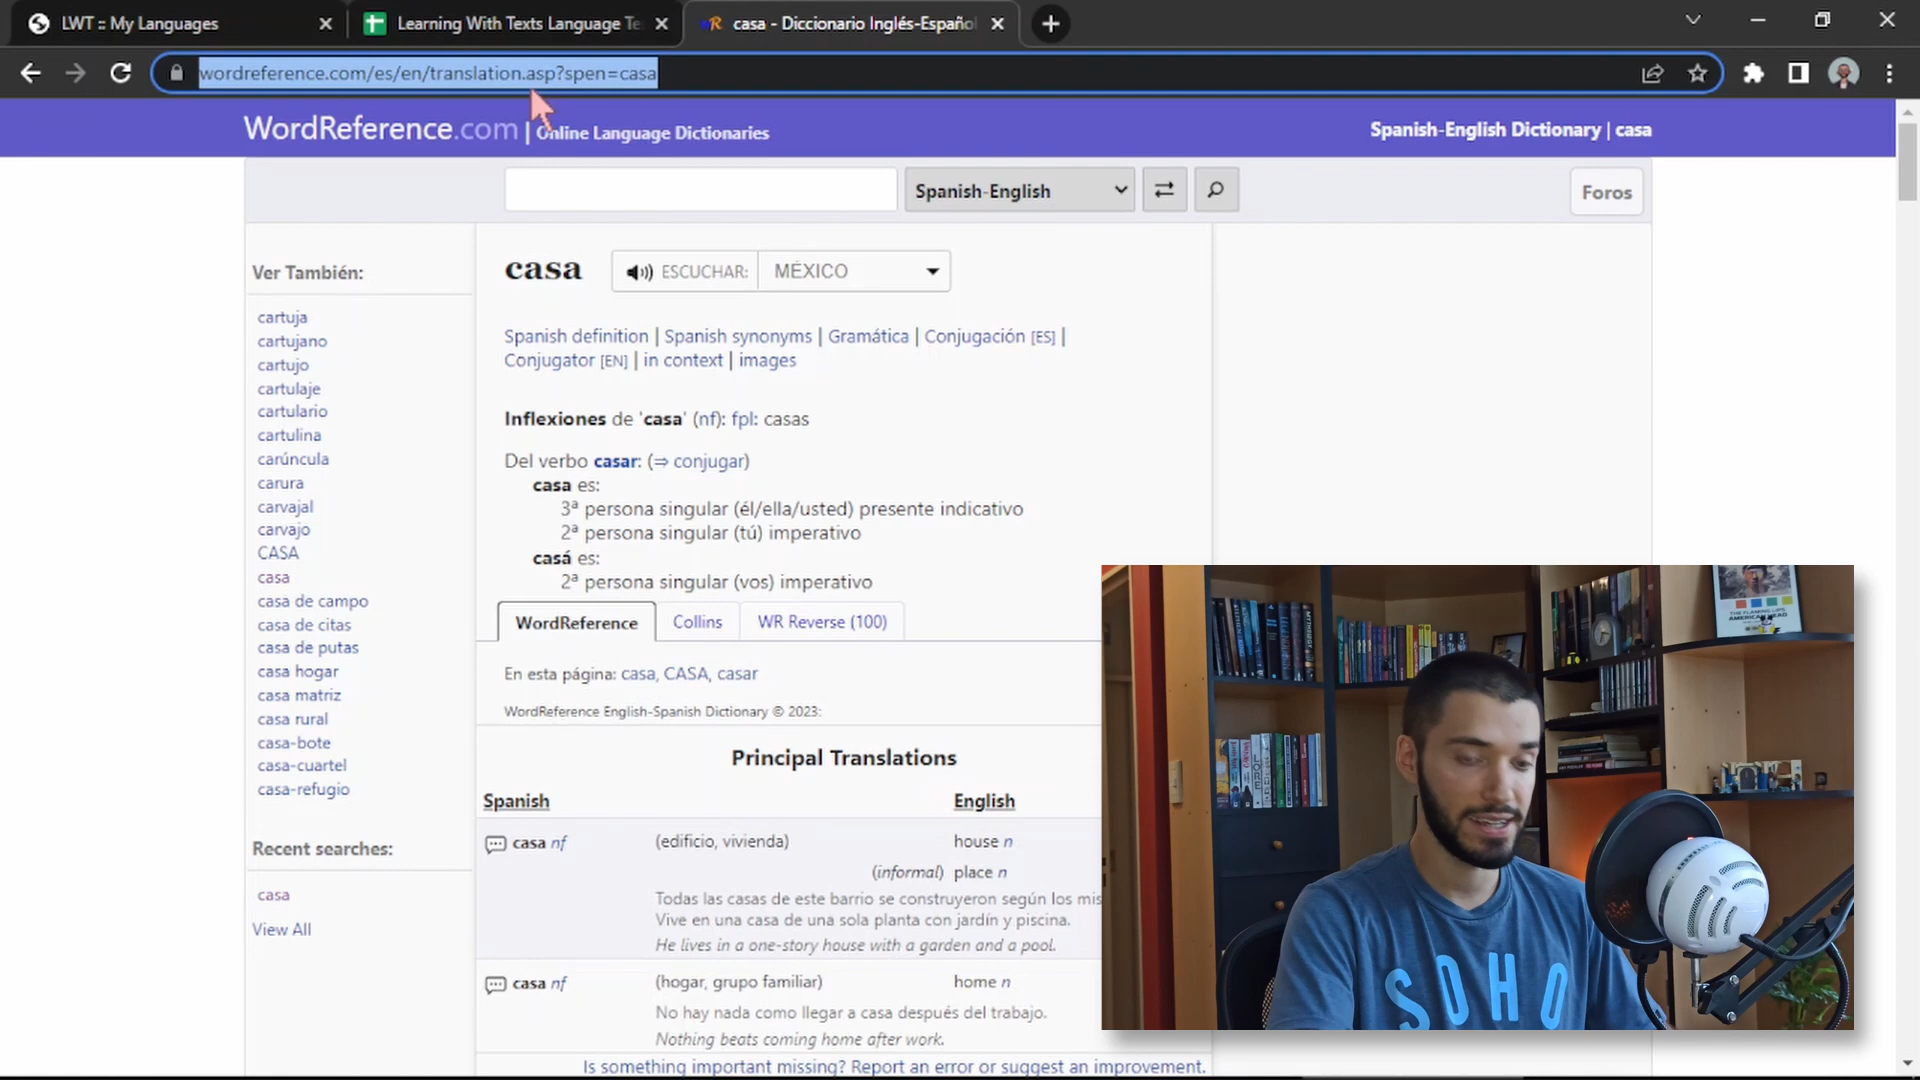 LWT :: My Languages
Learning With Texts Language Te
casa - Diccionario Inglés-Español
wordreference.com/es/en/translation.asp?spen=casa
WordReference.com | Online Language Dictionaries
Spanish-English Dictionary | casa
Spanish-English
Foros
Ver También:
cartuja
cartujano
cartujo
cartulaje
cartulario
cartulina
carúncula
carura
carvajal
carvajo
CASA
casa
casa de campo
casa de citas
casa de putas
casa hogar
casa matriz
casa rural
casa-bote
casa-cuartel
casa-refugio
Recent searches:
casa
View All
casa
ESCUCHAR:
MÉXICO
Spanish definition | Spanish synonyms | Gramática | Conjugación [ES] |
Conjugator [EN] | in context | images
Inflexiones de 'casa' (nf): fpl: casas
Del verbo casar: (⇒ conjugar)
casa es:
3ª persona singular (él/ella/usted) presente indicativo
2ª persona singular (tú) imperativo
casá es:
2ª persona singular (vos) imperativo
WordReference
Collins
WR Reverse (100)
En esta página: casa, CASA, casar
WordReference English-Spanish Dictionary © 2023:
Principal Translations
Spanish English
casa nf (edificio, vivienda) house n
(informal) place n
Todas las casas de este barrio se construyeron según los mis
Vive en una casa de una sola planta con jardín y piscina.
He lives in a one-story house with a garden and a pool.
casa nf (hogar, grupo familiar) home n
No hay nada como llegar a casa después del trabajo.
Nothing beats coming home after work.
Is something important missing? Report an error or suggest an improvement.
THE FLAMING LIPS
AMERICAN HEAD
LORE
SOHO